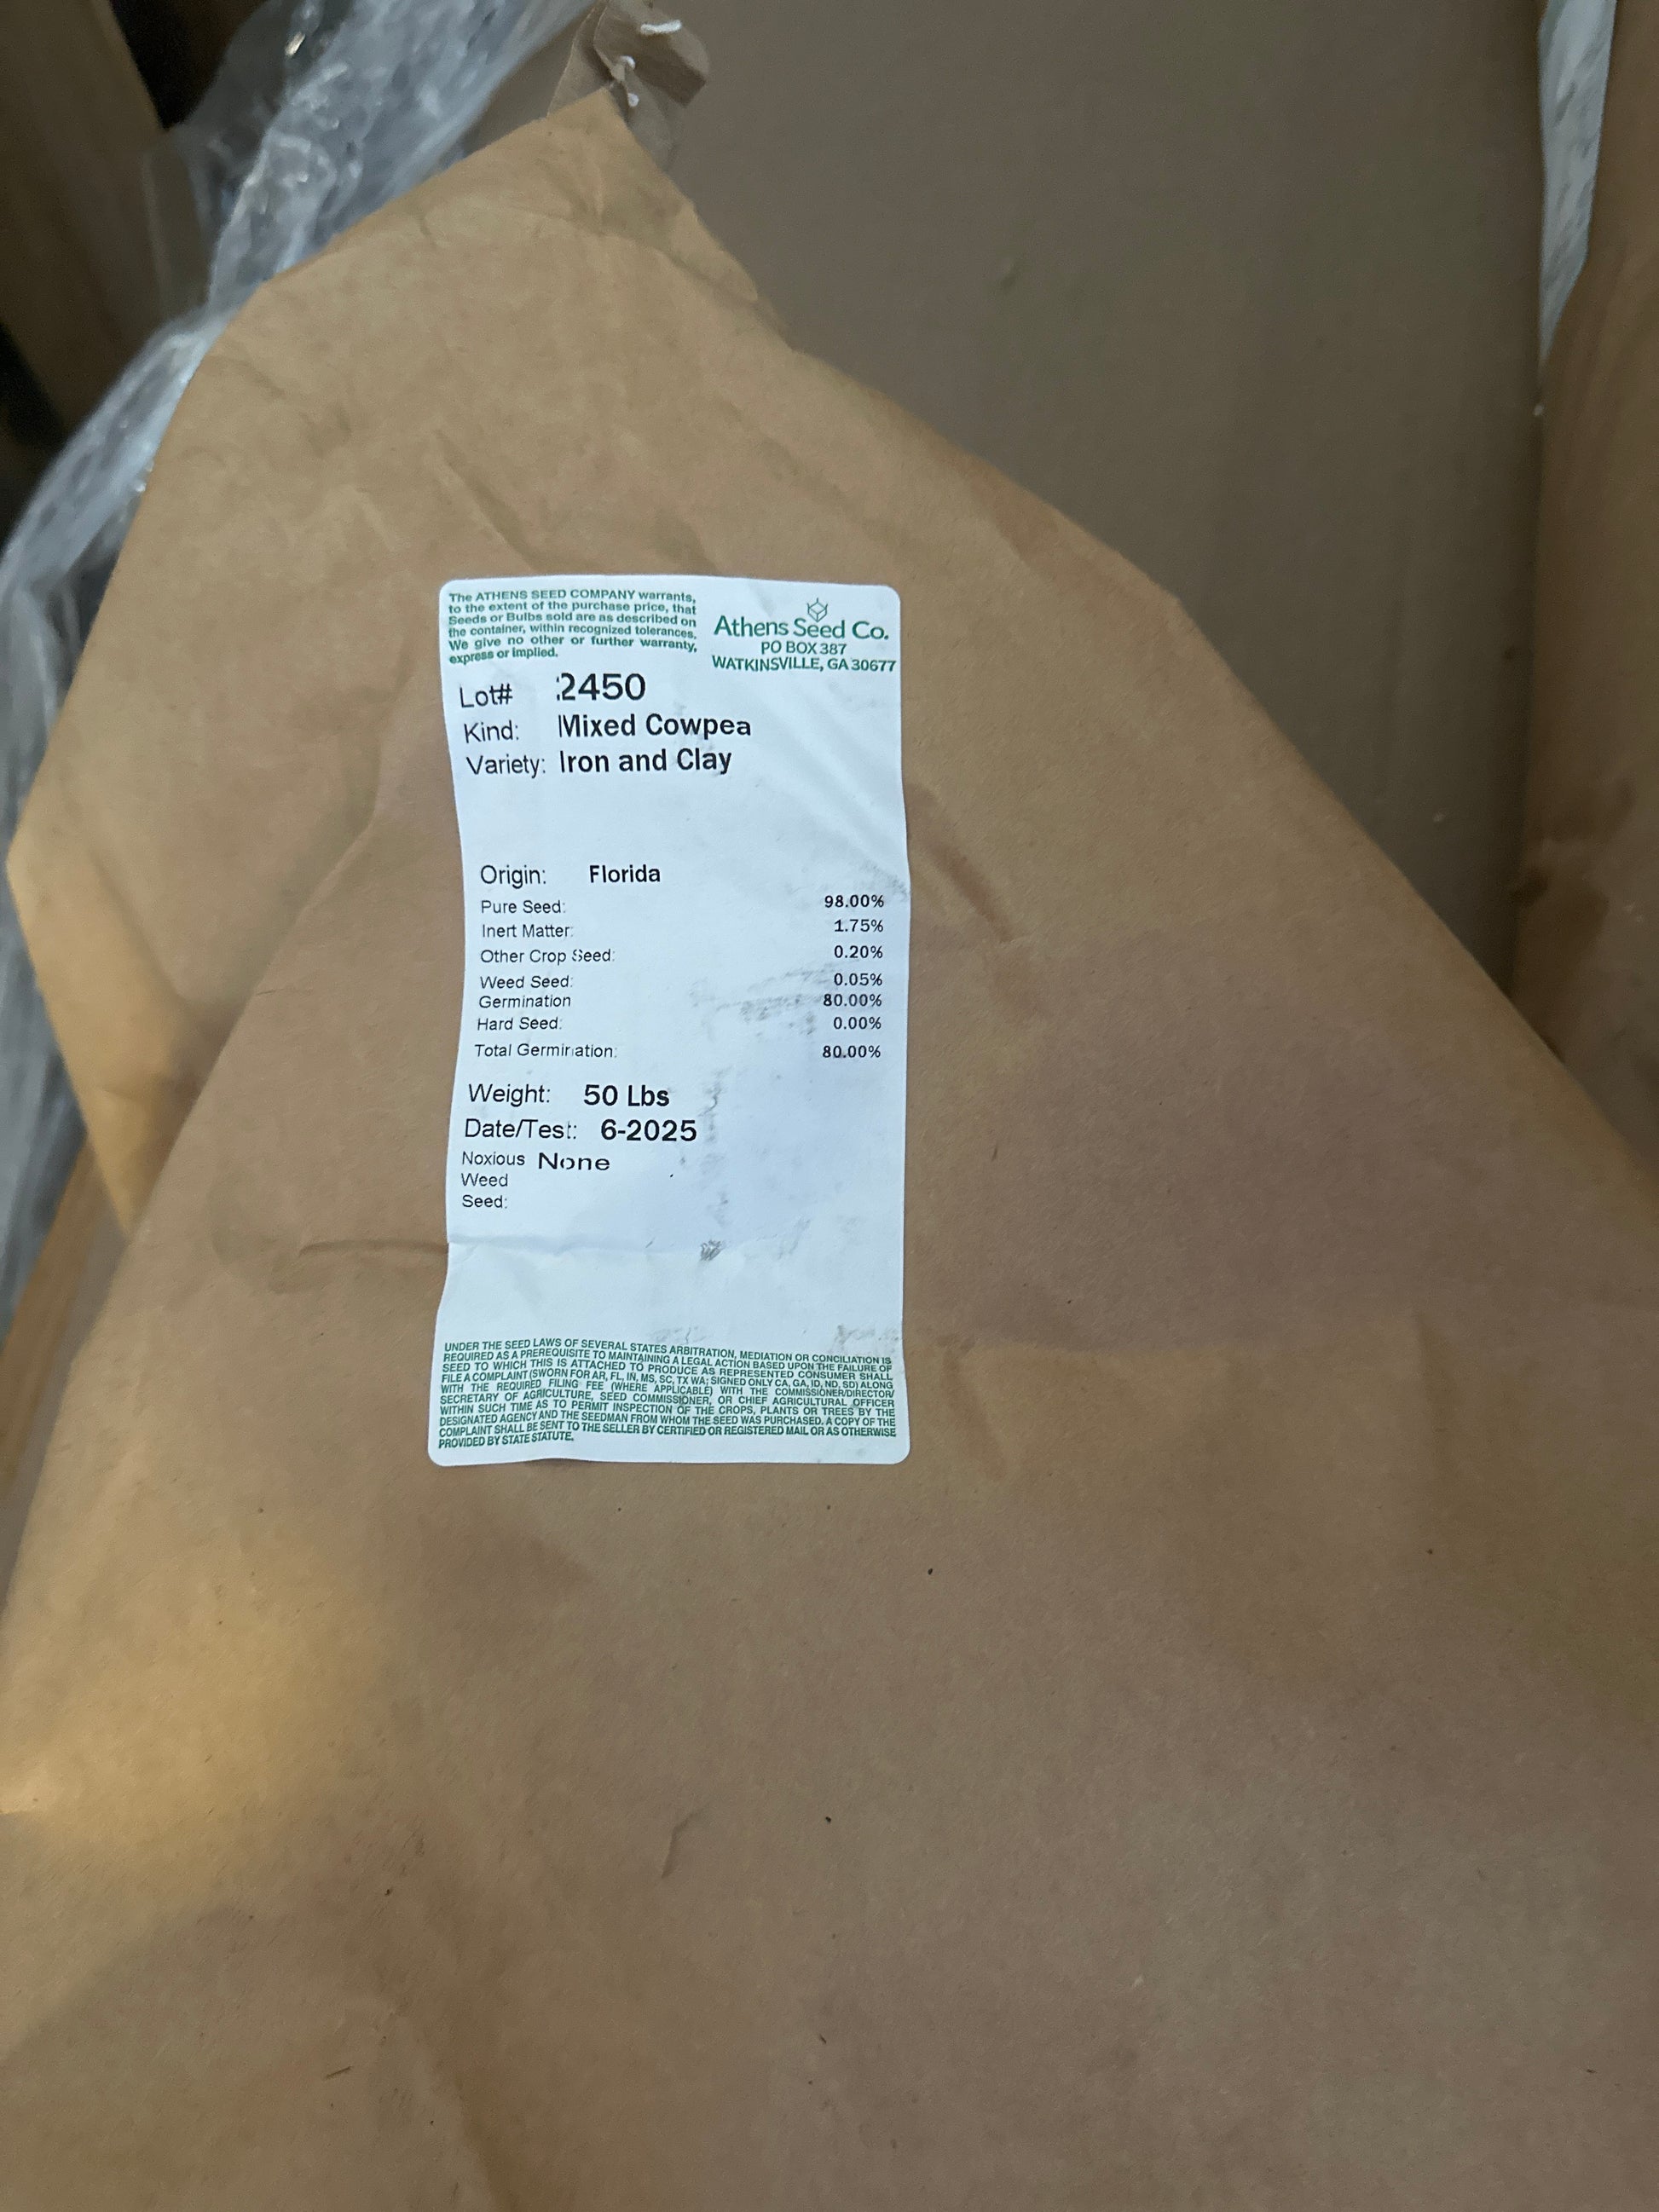 The ATHENS SEED COMPANY warrants,
to the extent of the purchase price, that
Seeds or Bulbs sold are as described on
the container, within recognized tolerances.
We give no other or further warranty,
express or implied.
Athens Seed Co.
PO BOX 387
WATKINSVILLE, GA 30677
Lot# :2450
Kind: Mixed Cowpea
Variety: Iron and Clay
Origin: Florida
Pure Seed: 98.00%
Inert Matter: 1.75%
Other Crop Seed: 0.20%
Weed Seed: 0.05%
Germination 80.00%
Hard Seed: 0.00%
Total Germination: 80.00%
Weight: 50 Lbs
Date/Test: 6-2025
Noxious None
Weed
Seed:
UNDER THE SEED LAWS OF SEVERAL STATES ARBITRATION, MEDIATION OR CONCILIATION IS
REQUIRED AS A PREREQUISITE TO MAINTAINING A LEGAL ACTION BASED UPON THE FAILURE OF
SEED TO WHICH THIS IS ATTACHED TO PRODUCE AS REPRESENTED CONSUMER SHALL
FILE A COMPLAINT (SWORN FOR AR, FL, IN, MS, SC, TX WA; SIGNED ONLY CA, GA, ID, ND, SD) ALONG
WITH THE REQUIRED FILING FEE (WHERE APPLICABLE) WITH THE COMMISSIONER/DIRECTOR/
SECRETARY OF AGRICULTURE, SEED COMMISSIONER, OR CHIEF AGRICULTURAL OFFICER
WITHIN SUCH TIME AS TO PERMIT INSPECTION OF THE CROPS, PLANTS OR TREES BY THE
DESIGNATED AGENCY AND THE SEEDMAN FROM WHOM THE SEED WAS PURCHASED. A COPY OF THE
COMPLAINT SHALL BE SENT TO THE SELLER BY CERTIFIED OR REGISTERED MAIL OR AS OTHERWISE
PROVIDED BY STATE STATUTE.